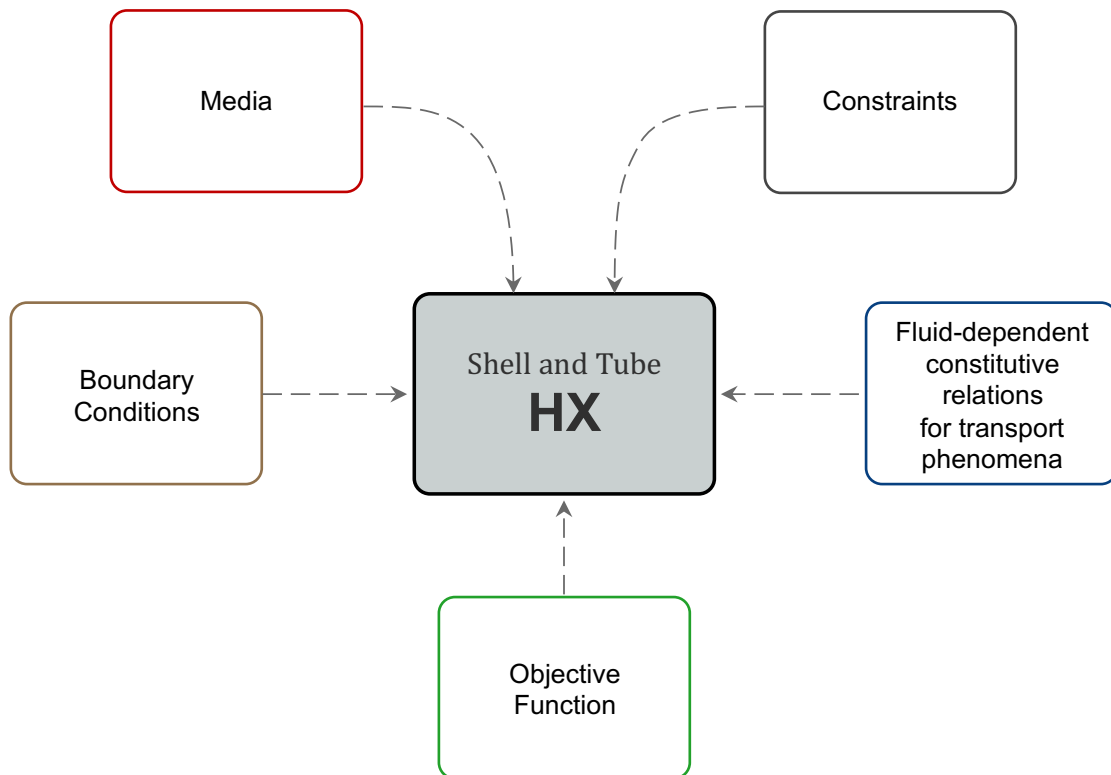 Media
Constraints
Boundary
Conditions
Shell and Tube
HX
Fluid-dependent
constitutive
relations
for transport
phenomena
Objective
Function